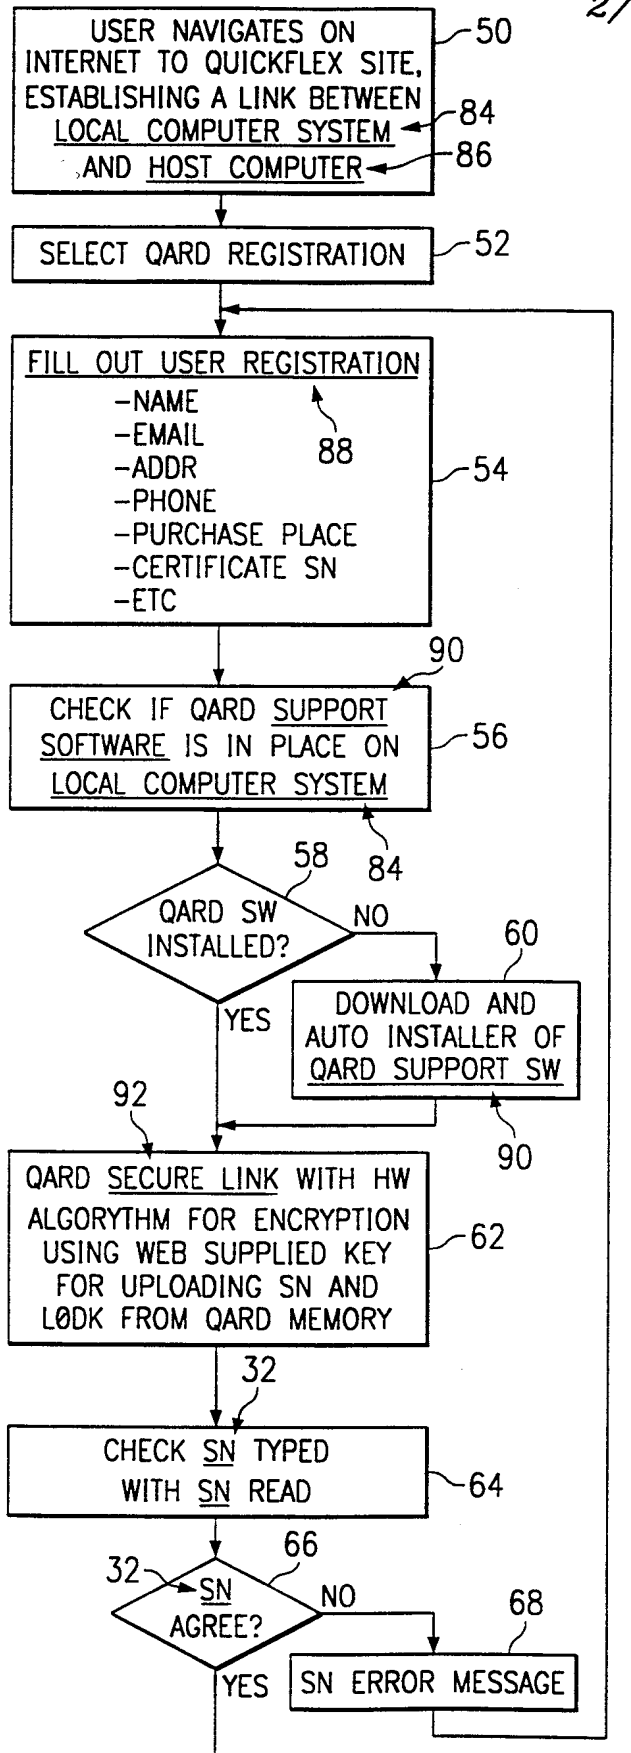 2/
USER NAVIGATES ON
INTERNET TO QUICKFLEX SITE,
ESTABLISHING A LINK BETWEEN
LOCAL COMPUTER SYSTEM
AND HOST COMPUTER
50
84
86
SELECT QARD REGISTRATION
52
FILL OUT USER REGISTRATION
-NAME
-EMAIL
-ADDR
-PHONE
-PURCHASE PLACE
-CERTIFICATE SN
-ETC
88
54
90
CHECK IF QARD SUPPORT
SOFTWARE IS IN PLACE ON
LOCAL COMPUTER SYSTEM
56
84
58
QARD SW
INSTALLED?
NO
YES
60
DOWNLOAD AND
AUTO INSTALLER OF
QARD SUPPORT SW
90
92
QARD SECURE LINK WITH HW
ALGORYTHM FOR ENCRYPTION
USING WEB SUPPLIED KEY
FOR UPLOADING SN AND
L0DK FROM QARD MEMORY
62
32
CHECK SN TYPED
WITH SN READ
64
66
32
SN
AGREE?
NO
YES
68
SN ERROR MESSAGE